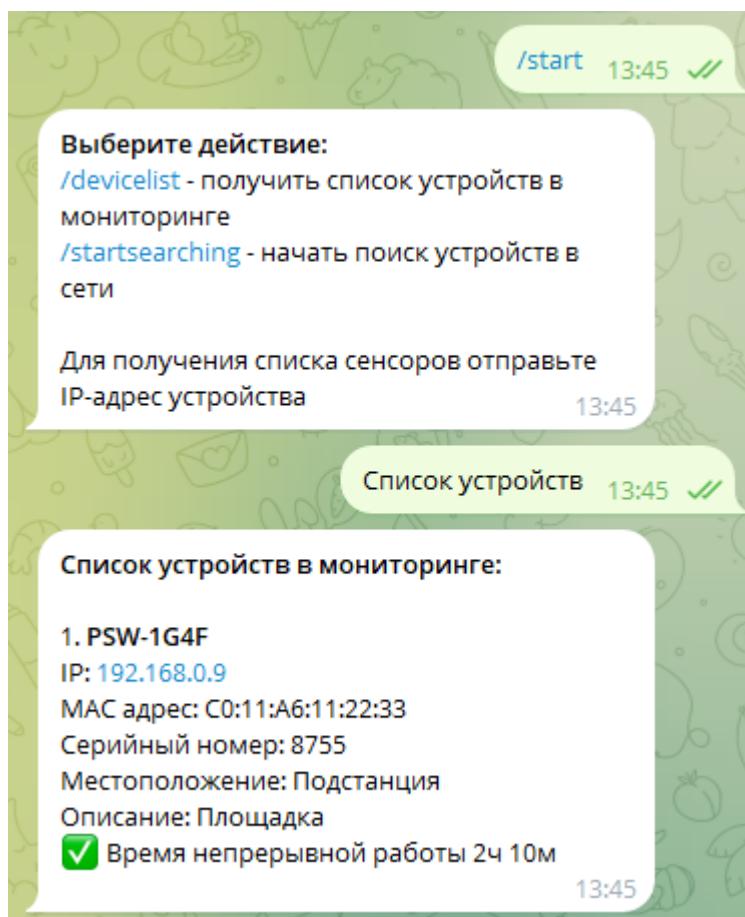 /start 13:45
Выберите действие:
/devicelist - получить список устройств в
мониторинге
/startsearching - начать поиск устройств в
сети
Для получения списка сенсоров отправьте
IP-адрес устройства
13:45
Список устройств 13:45
Список устройств в мониторинге:
1. PSW-1G4F
IP: 192.168.0.9
MAC адрес: C0:11:A6:11:22:33
Серийный номер: 8755
Местоположение: Подстанция
Описание: Площадка
✅ Время непрерывной работы 2ч 10м
13:45